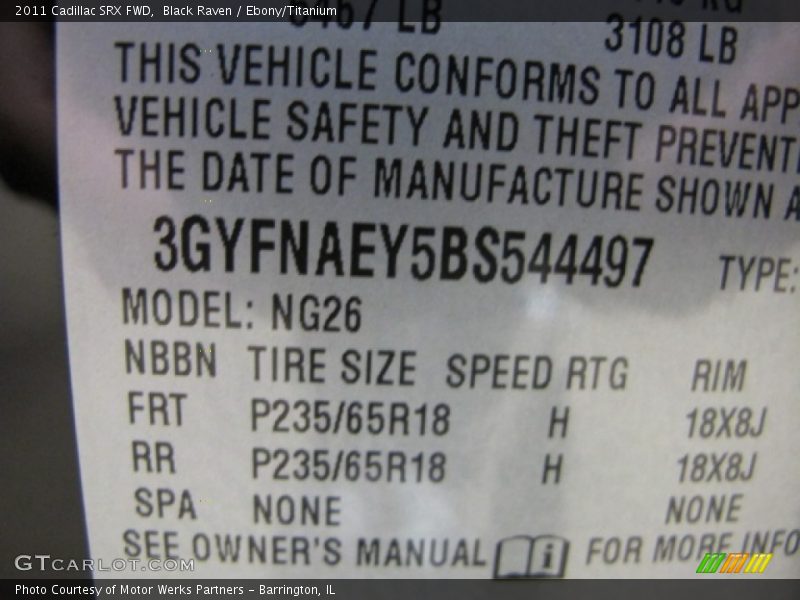 2011 Cadillac SRX FWD, Black Raven / Ebony/Titanium
LB
3108 LB
THIS VEHICLE CONFORMS TO ALL APP
VEHICLE SAFETY AND THEFT PREVENTI
THE DATE OF MANUFACTURE SHOWN A
3GYFNAEY5BS544497 TYPE:
MODEL: NG26
NBBN TIRE SIZE SPEED RTG RIM
FRT P235/65R18 H 18X8J
RR P235/65R18 H 18X8J
SPA NONE NONE
SEE OWNER'S MANUAL i FOR MORE INFO
GTCARLOT.COM
Photo Courtesy of Motor Werks Partners - Barrington, IL